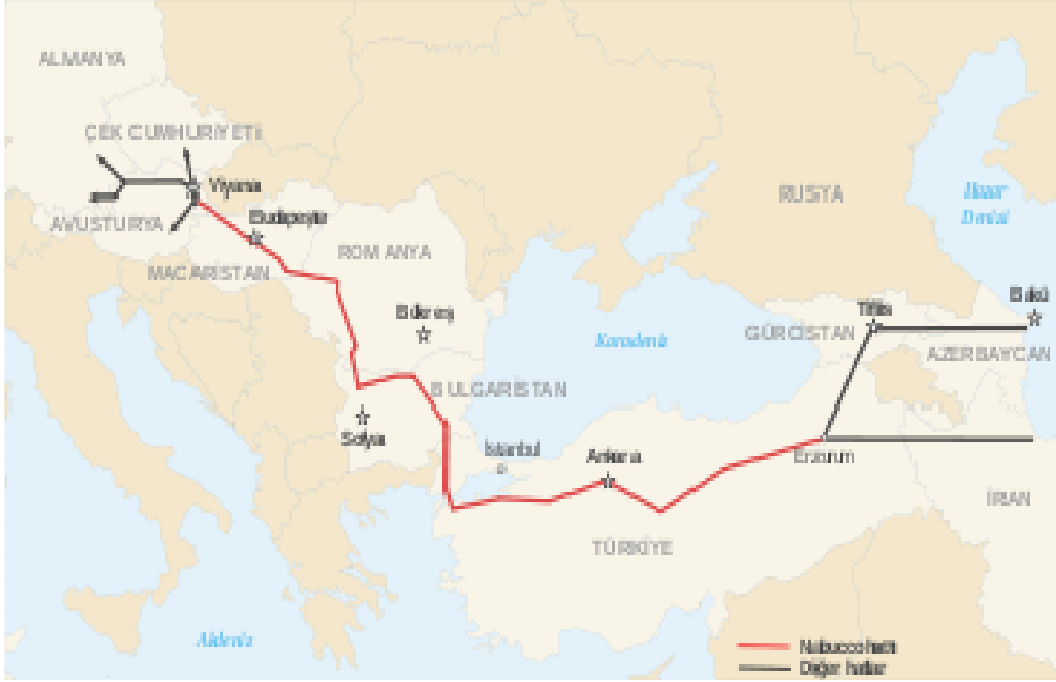 ALMANYA
ÇEK CUMHURİYETİ
Viyana
AVUSTURYA
Budapeşte
MACARİSTAN
ROMANYA
Bükreş
RUSYA
Hazar
Denizi
Bakü
Tiflis
GÜRCİSTAN
AZERBAYCAN
Karadeniz
BULGARİSTAN
Sofya
İstanbul
Ankara
Erzurum
İRAN
TÜRKİYE
Akdeniz
Nabucco hattı
Diğer hatlar